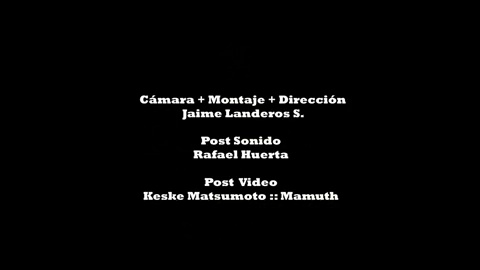 Cámara + Montaje + Dirección
Jaime Landeros S.
Post Sonido
Rafael Huerta
Post Video
Keske Matsumoto :: Mamuth